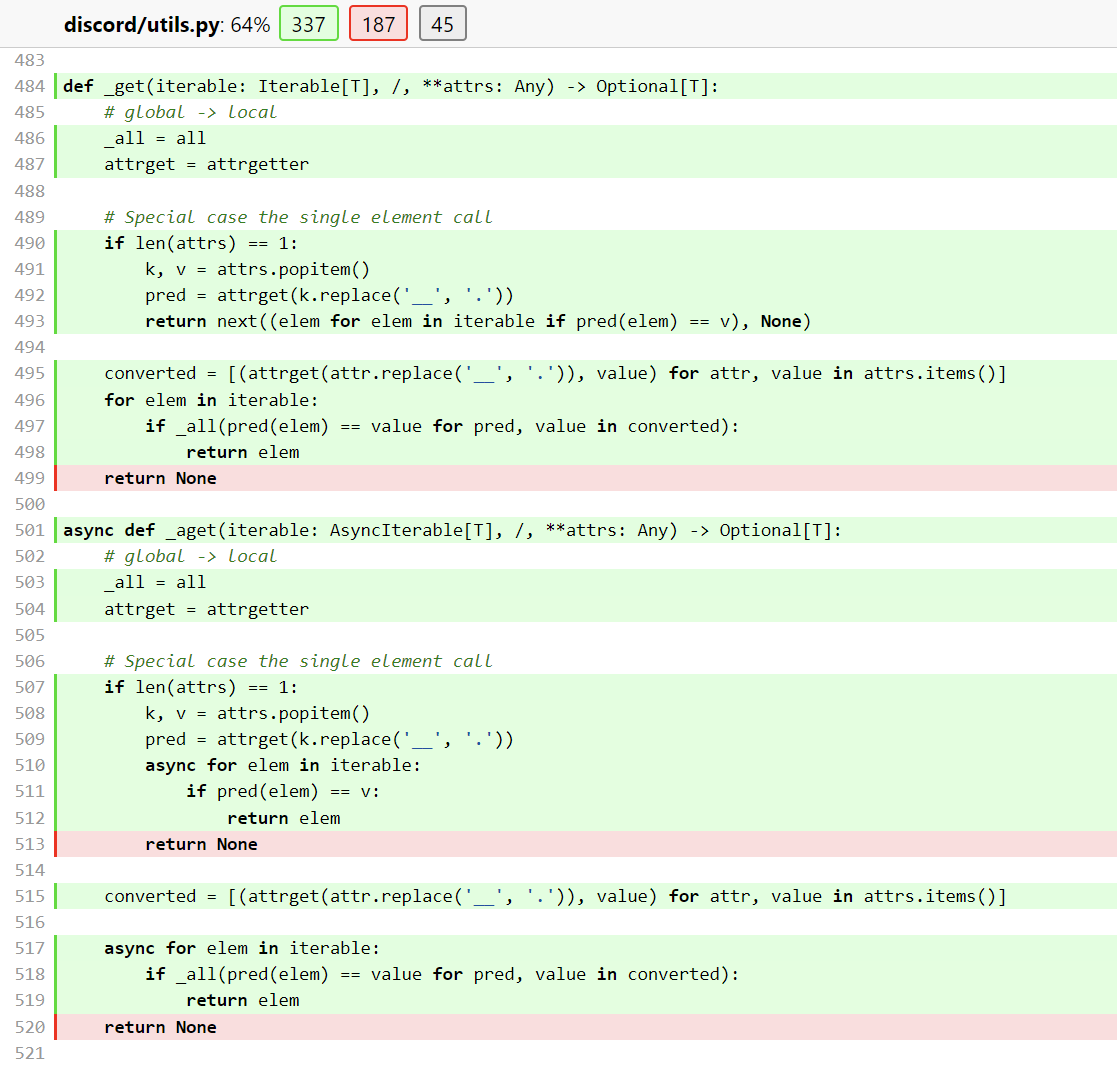 discord/utils.py: 64% 337 187 45
483
484 def _get(iterable: Iterable[T], /, **attrs: Any) -> Optional[T]:
485     # global -> local
486     _all = all
487     attrget = attrgetter
488
489     # Special case the single element call
490     if len(attrs) == 1:
491         k, v = attrs.popitem()
492         pred = attrget(k.replace('__', '.'))
493         return next((elem for elem in iterable if pred(elem) == v), None)
494
495     converted = [(attrget(attr.replace('__', '.')), value) for attr, value in attrs.items()]
496     for elem in iterable:
497         if _all(pred(elem) == value for pred, value in converted):
498             return elem
499     return None
500
501 async def _aget(iterable: AsyncIterable[T], /, **attrs: Any) -> Optional[T]:
502     # global -> local
503     _all = all
504     attrget = attrgetter
505
506     # Special case the single element call
507     if len(attrs) == 1:
508         k, v = attrs.popitem()
509         pred = attrget(k.replace('__', '.'))
510         async for elem in iterable:
511             if pred(elem) == v:
512                 return elem
513         return None
514
515     converted = [(attrget(attr.replace('__', '.')), value) for attr, value in attrs.items()]
516
517     async for elem in iterable:
518         if _all(pred(elem) == value for pred, value in converted):
519             return elem
520     return None
521